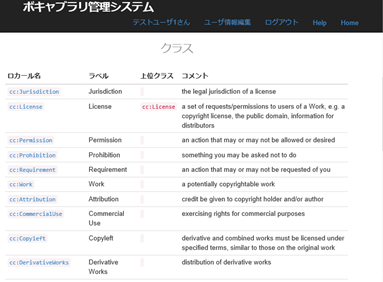 ボキャブラリ管理システム
テストユーザ1さん ユーザ情報編集 ログアウト Help Home
クラス
ローカル名 ラベル 上位クラス コメント
cc:Jurisdiction Jurisdiction the legal jurisdiction of a license
cc:License License cc:License a set of requests/permissions to users of a Work, e.g. a
copyright license, the public domain, information for
distributors
cc:Permission Permission an action that may or may not be allowed or desired
cc:Prohibition Prohibition something you may be asked not to do
cc:Requirement Requirement an action that may or may not be requested of you
cc:Work Work a potentially copyrightable work
cc:Attribution Attribution credit be given to copyright holder and/or author
cc:CommercialUse Commercial exercising rights for commercial purposes
Use
cc:Copyleft Copyleft derivative and combined works must be licensed under
specified terms, similar to those on the original work
cc:DerivativeWorks Derivative distribution of derivative works
Works